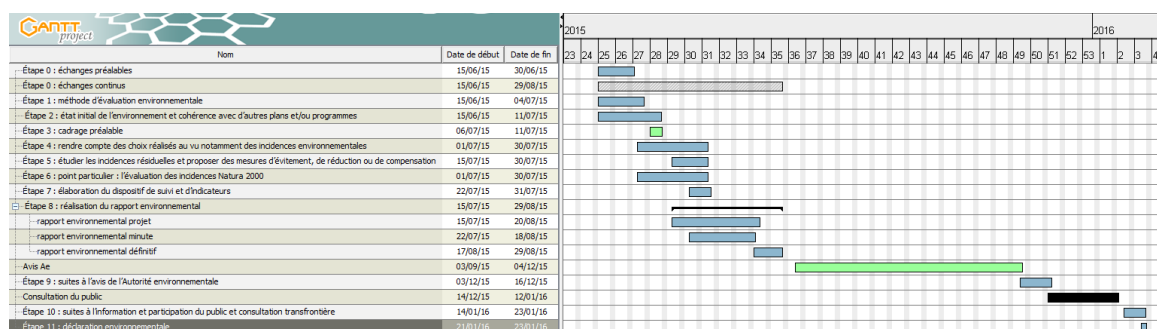 GANTT
project
2015 2016
Nom Date de début Date de fin 23 24 25 26 27 28 29 30 31 32 33 34 35 36 37 38 39 40 41 42 43 44 45 46 47 48 49 50 51 52 53 1 2 3 4
Étape 0 : échanges préalables 15/06/15 30/06/15
Étape 0 : échanges continus 15/06/15 29/08/15
Étape 1 : méthode d'évaluation environnementale 15/06/15 04/07/15
Étape 2 : état initial de l'environnement et cohérence avec d'autres plans et/ou programmes 15/06/15 11/07/15
Étape 3 : cadrage préalable 06/07/15 11/07/15
Étape 4 : rendre compte des choix réalisés au vu notamment des incidences environnementales 01/07/15 30/07/15
Étape 5 : étudier les incidences résiduelles et proposer des mesures d'évitement, de réduction ou de compensation 15/07/15 30/07/15
Étape 6 : point particulier : l'évaluation des incidences Natura 2000 01/07/15 30/07/15
Étape 7 : élaboration du dispositif de suivi et d'indicateurs 22/07/15 31/07/15
Étape 8 : réalisation du rapport environnemental 15/07/15 29/08/15
rapport environnemental projet 15/07/15 20/08/15
rapport environnemental minute 22/07/15 18/08/15
rapport environnemental définitif 17/08/15 29/08/15
Avis Ae 03/09/15 04/12/15
Étape 9 : suites à l'avis de l'Autorité environnementale 03/12/15 16/12/15
Consultation du public 14/12/15 12/01/16
Étape 10 : suites à l'information et participation du public et consultation transfrontière 14/01/16 23/01/16
Étape 11 : déclaration environnementale 21/01/16 23/01/16